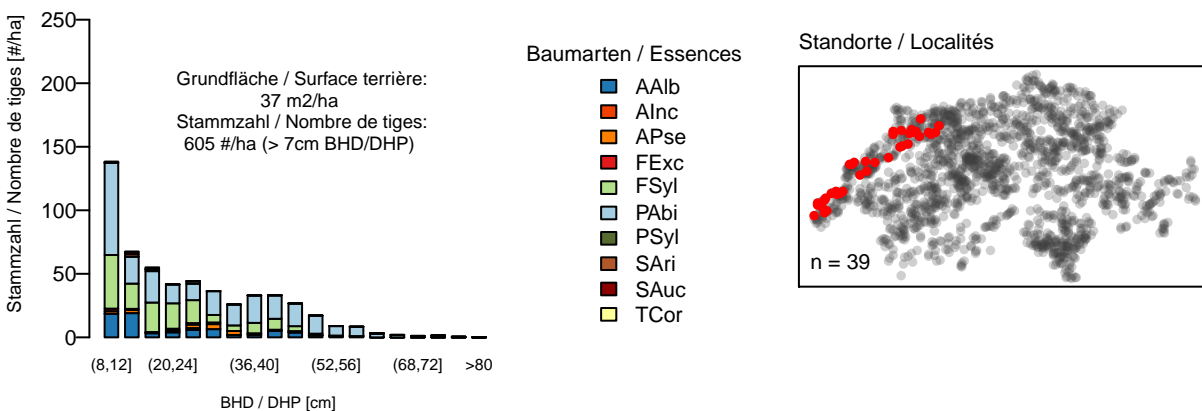 Stammzahl / Nombre de tiges [#/ha]
250
200
150
100
50
0
Grundfläche / Surface terrière:
37 m2/ha
Stammzahl / Nombre de tiges:
605 #/ha (> 7cm BHD/DHP)
(8,12]
(20,24]
(36,40]
(52,56]
(68,72]
>80
BHD / DHP [cm]
Baumarten / Essences
AAlb
AInc
APse
FExc
FSyl
PAbi
PSyl
SAri
SAuc
TCor
Standorte / Localités
n = 39